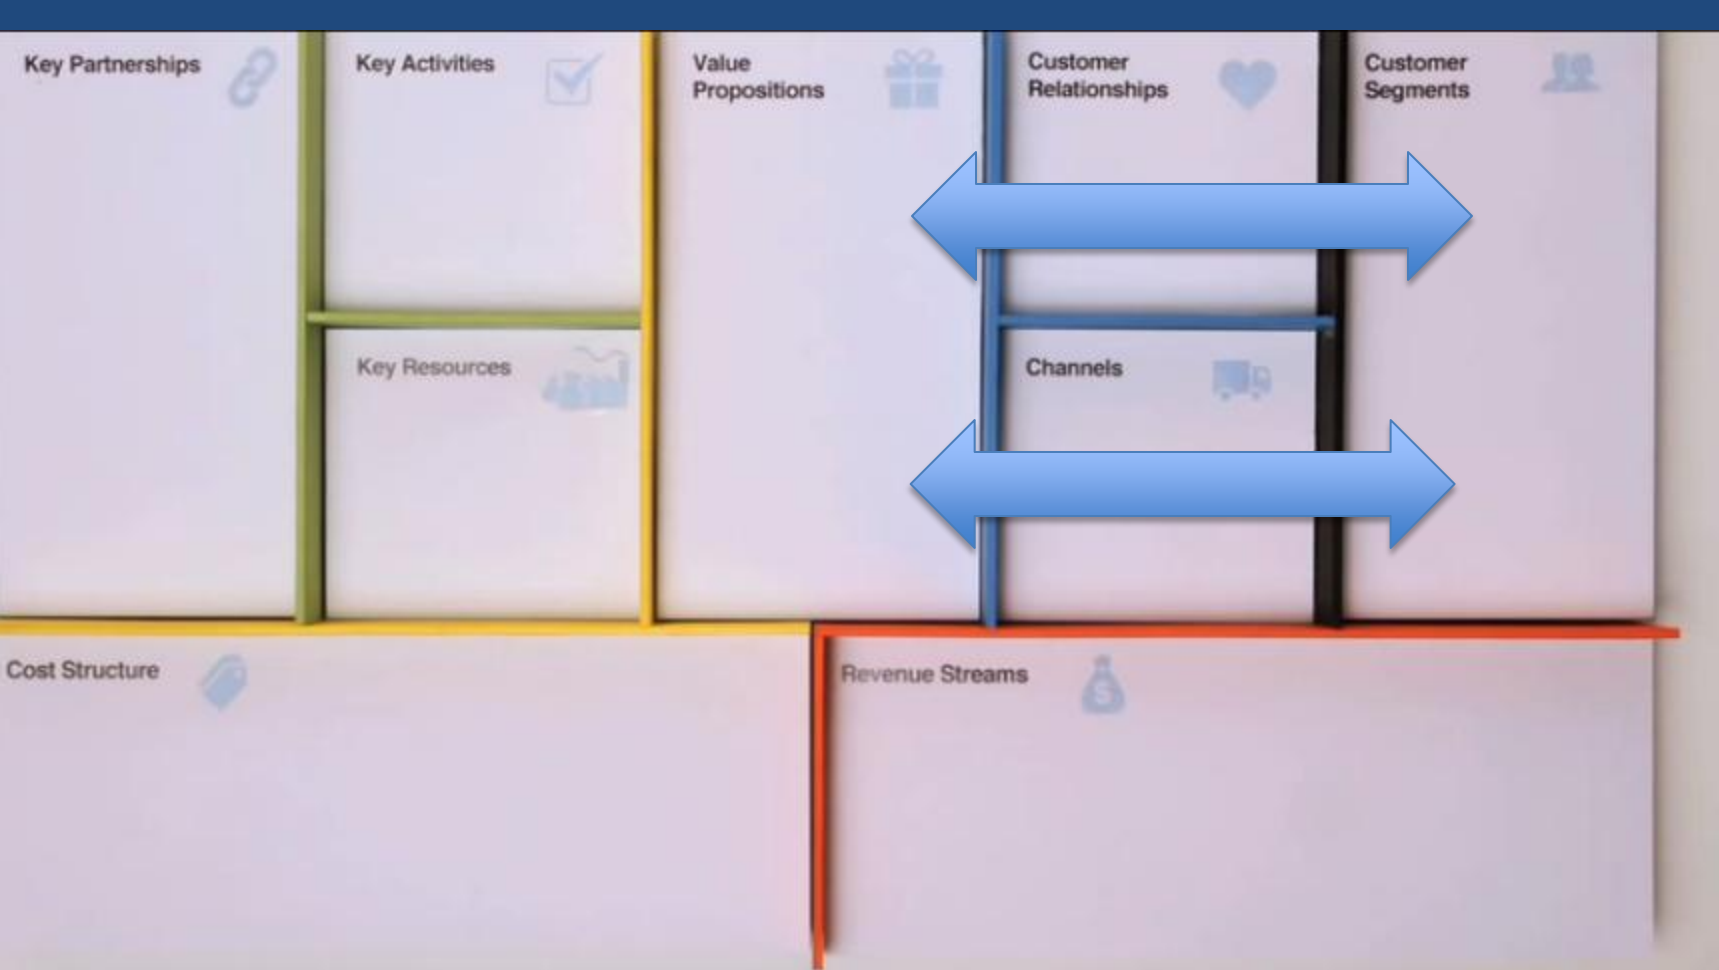 Key Partnerships
Key Activities
Value
Propositions
Customer
Relationships
Customer
Segments
Key Resources
Channels
Cost Structure
Revenue Streams
$